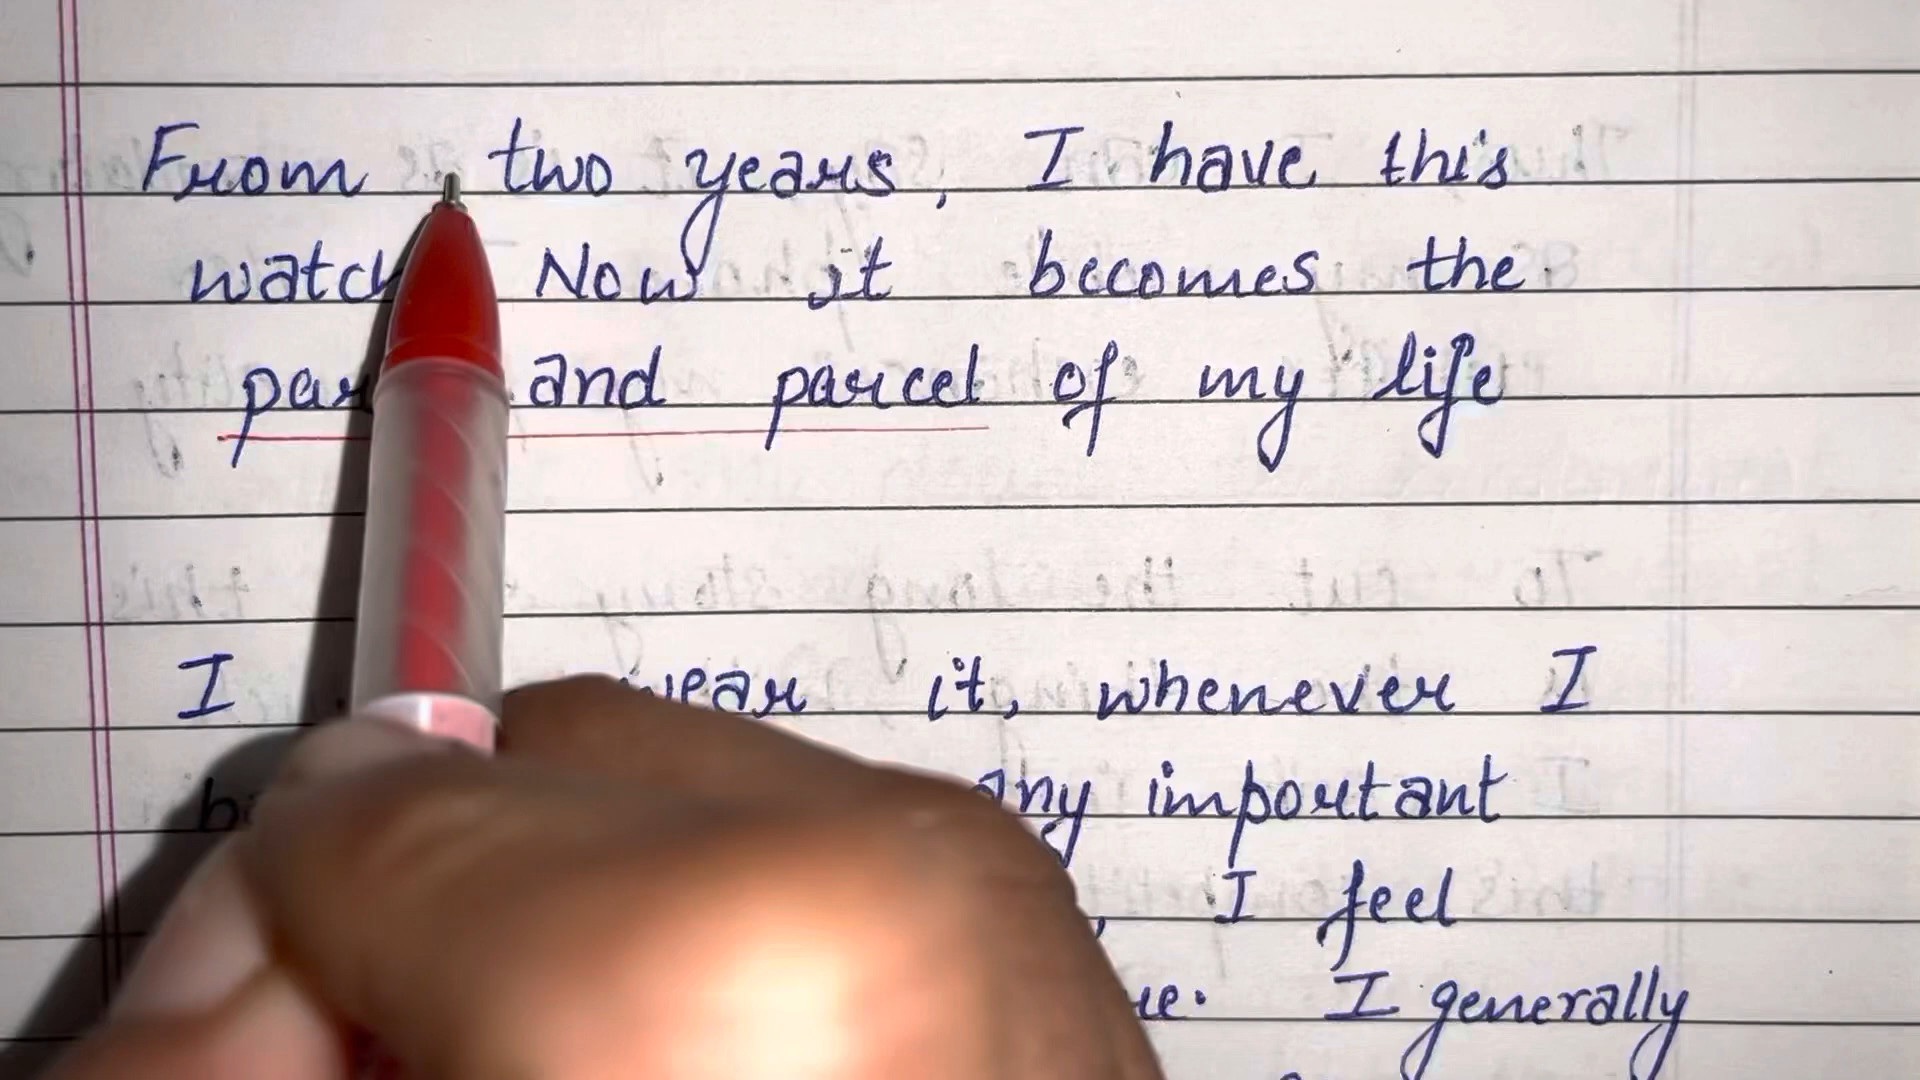 From two years, I have this
watch Now it becomes the
and parcel of my life
I wear it, whenever I
any important
, I feel
I generally